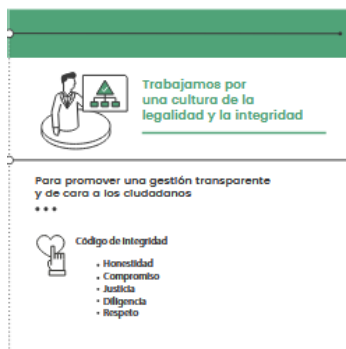 Trabajamos por
una cultura de la
legalidad y la integridad
Para promover una gestión transparente
y de cara a los ciudadanos
Código de Integridad
• Honestidad
• Compromiso
• Justicia
• Diligencia
• Respeto